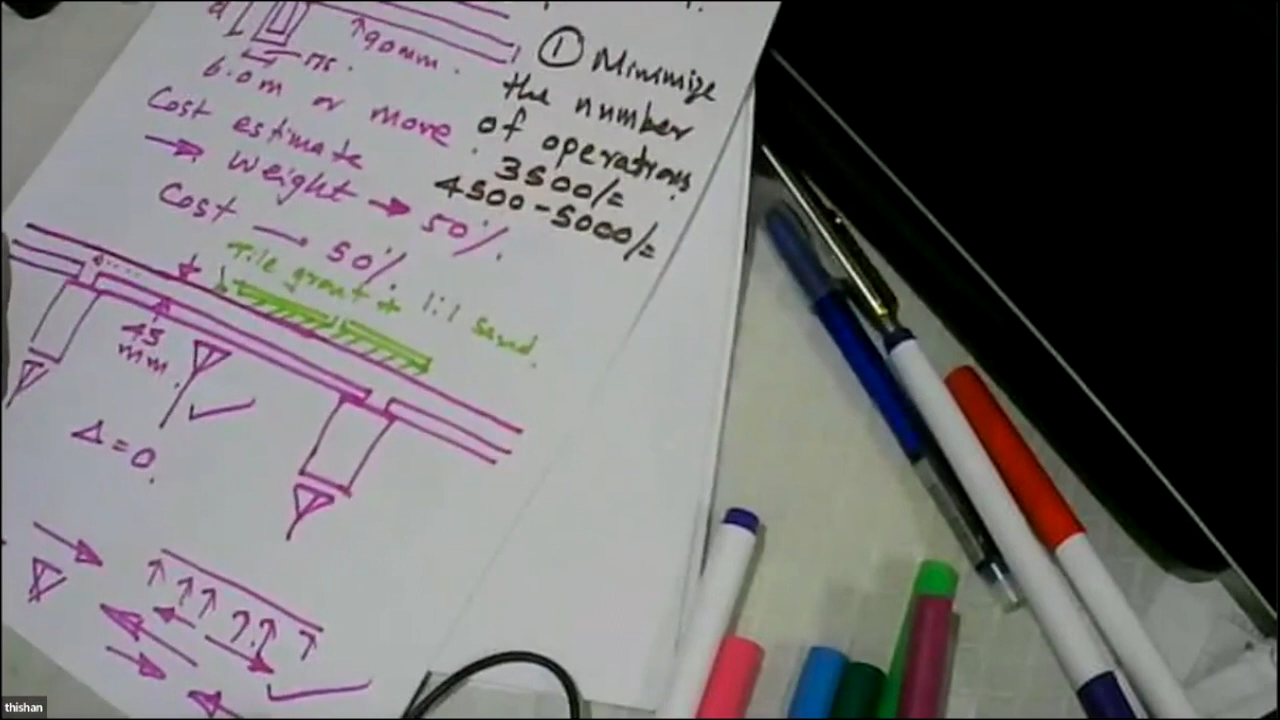 ↑90mm.
6.0m or more.
Cost estimate
→ Weight → 50%.
Cost → 50%.
① Minimize
the number
of operations
3500/=
4500-5000/=
Tile grout + 1:1 sand.
45
mm.
Δ=0.
thishan